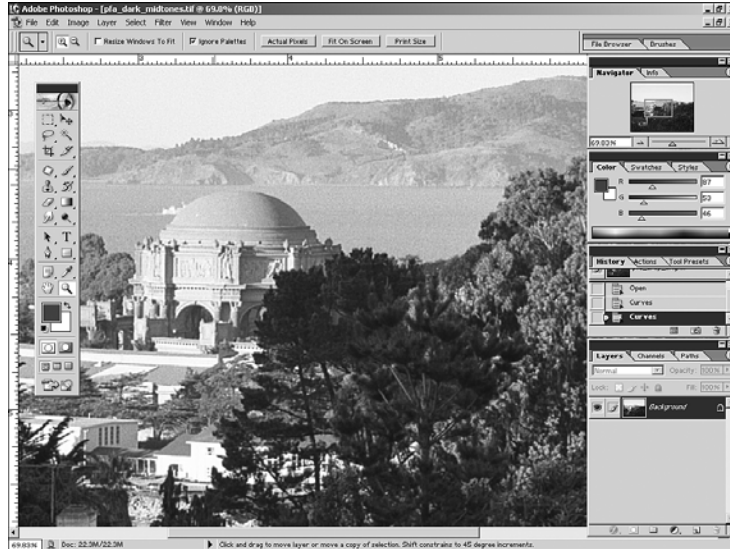 Adobe Photoshop - [pfa_dark_midtones.tif @ 69.8% (RGB)]
File Edit Image Layer Select Filter View Window Help
Resize Windows To Fit Ignore Palettes Actual Pixels Fit On Screen Print Size
File Browser Brushes
3 4 5
Navigator Info
69.83%
Color Swatches Styles
R 87
G 53
B 46
History Actions Tool Presets
Open
Curves
Curves
Layers Channels Paths
Normal Opacity: 100%
Lock: Fill: 100%
Background
69.83% Doc: 22.3M/22.3M Click and drag to move layer or move a copy of selection. Shift constrains to 45 degree increments.